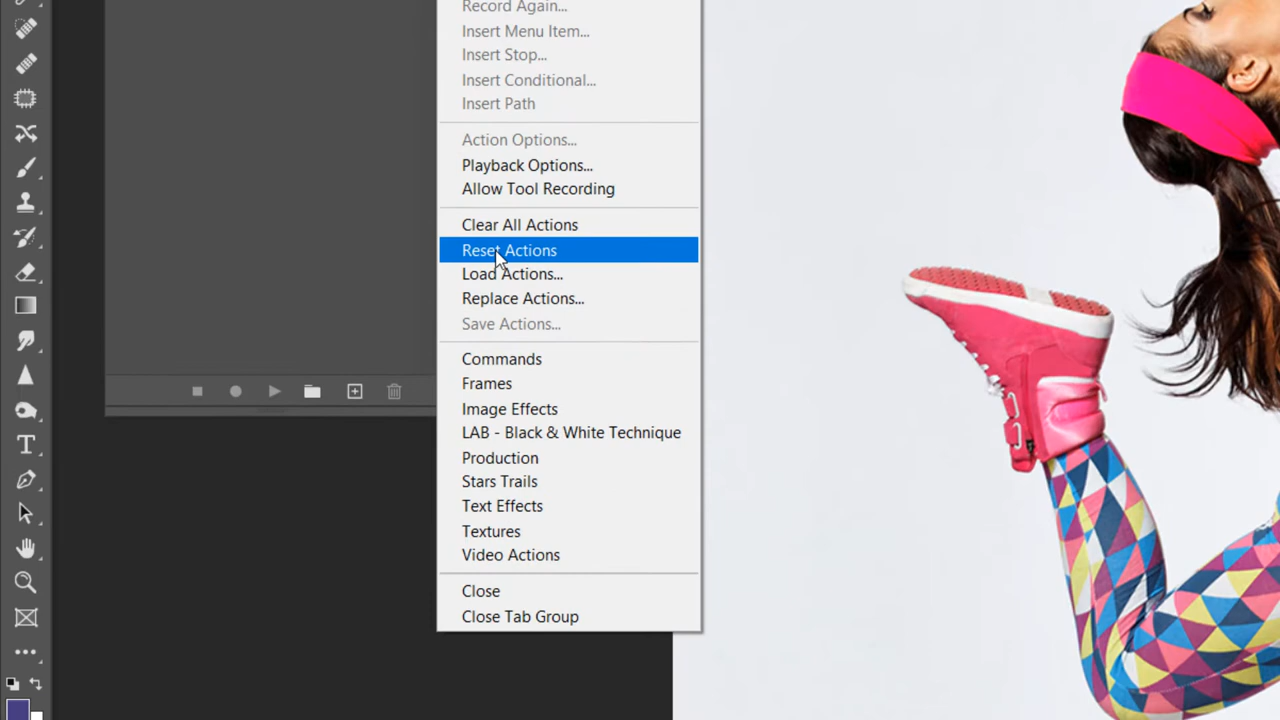 Record Again...
Insert Menu Item...
Insert Stop...
Insert Conditional...
Insert Path
Action Options...
Playback Options...
Allow Tool Recording
Clear All Actions
Reset Actions
Load Actions...
Replace Actions...
Save Actions...
Commands
Frames
Image Effects
LAB - Black & White Technique
Production
Stars Trails
Text Effects
Textures
Video Actions
Close
Close Tab Group